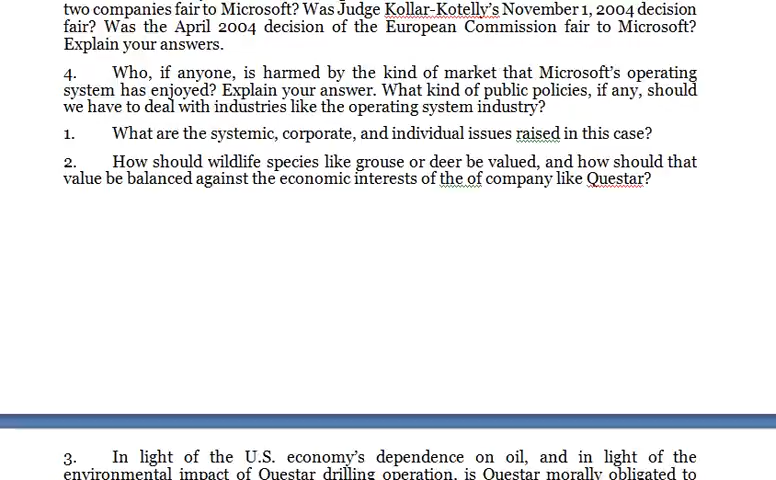 two companies fair to Microsoft? Was Judge Kollar-Kotelly's November 1, 2004 decision
fair? Was the April 2004 decision of the European Commission fair to Microsoft?
Explain your answers.
4. Who, if anyone, is harmed by the kind of market that Microsoft's operating
system has enjoyed? Explain your answer. What kind of public policies, if any, should
we have to deal with industries like the operating system industry?
1. What are the systemic, corporate, and individual issues raised in this case?
2. How should wildlife species like grouse or deer be valued, and how should that
value be balanced against the economic interests of the of company like Questar?
3. In light of the U.S. economy's dependence on oil, and in light of the
environmental impact of Questar drilling operation, is Questar morally obligated to